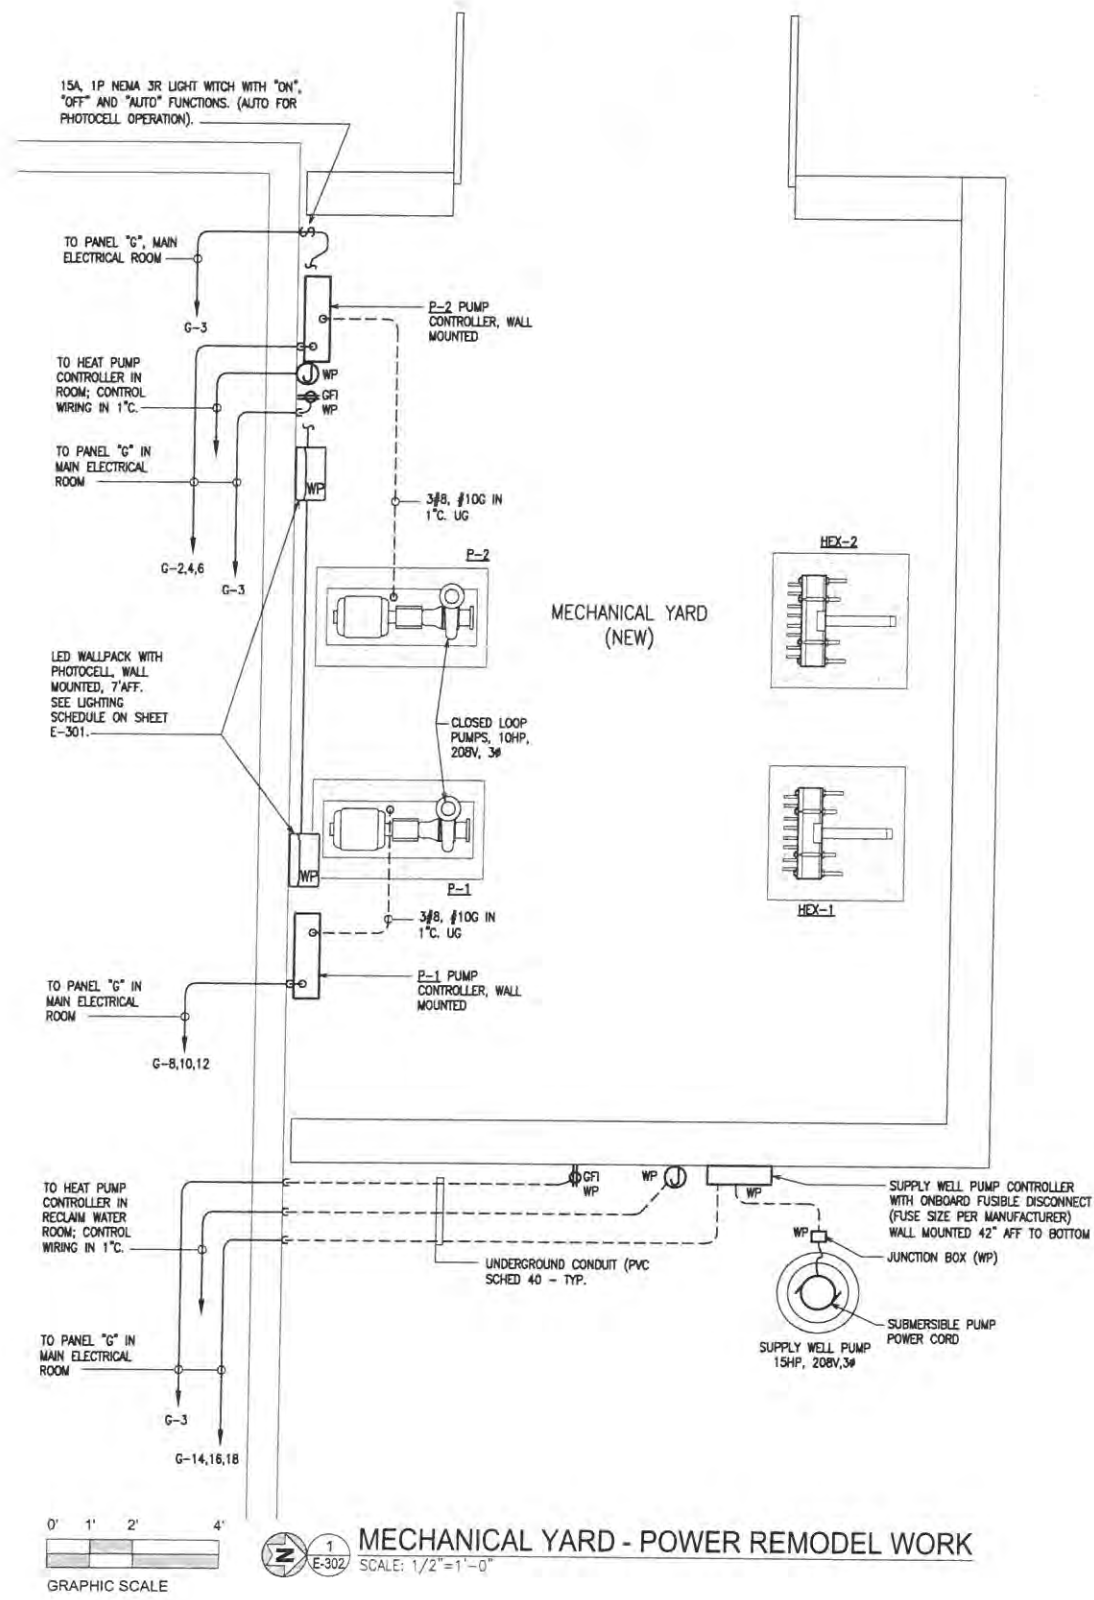 15A, 1P NEMA 3R LIGHT WITCH WITH "ON",
"OFF" AND "AUTO" FUNCTIONS. (AUTO FOR
PHOTOCELL OPERATION).
TO PANEL "G", MAIN
ELECTRICAL ROOM
G-3
P-2 PUMP
CONTROLLER, WALL
MOUNTED
TO HEAT PUMP
CONTROLLER IN
ROOM; CONTROL
WIRING IN 1"C.
J WP
GFI
WP
TO PANEL "G" IN
MAIN ELECTRICAL
ROOM
WP
3#8, #10G IN
1"C. UG
G-2,4,6
G-3
P-2
HEX-2
MECHANICAL YARD
(NEW)
LED WALLPACK WITH
PHOTOCELL, WALL
MOUNTED, 7'AFF.
SEE LIGHTING
SCHEDULE ON SHEET
E-301.
CLOSED LOOP
PUMPS, 10HP,
208V, 3ø
WP
P-1
HEX-1
3#8, #10G IN
1"C. UG
P-1 PUMP
CONTROLLER, WALL
MOUNTED
TO PANEL "G" IN
MAIN ELECTRICAL
ROOM
G-8,10,12
TO HEAT PUMP
CONTROLLER IN
RECLAIM WATER
ROOM; CONTROL
WIRING IN 1"C.
GFI
WP
WP J
WP
SUPPLY WELL PUMP CONTROLLER
WITH ONBOARD FUSIBLE DISCONNECT
(FUSE SIZE PER MANUFACTURER)
WALL MOUNTED 42" AFF TO BOTTOM
WP
JUNCTION BOX (WP)
UNDERGROUND CONDUIT (PVC
SCHED 40 - TYP.
SUBMERSIBLE PUMP
POWER CORD
SUPPLY WELL PUMP
15HP, 208V,3ø
TO PANEL "G" IN
MAIN ELECTRICAL
ROOM
G-3
G-14,16,18
0' 1' 2' 4'
GRAPHIC SCALE
N
1
E-302
MECHANICAL YARD - POWER REMODEL WORK
SCALE: 1/2"=1'-0"